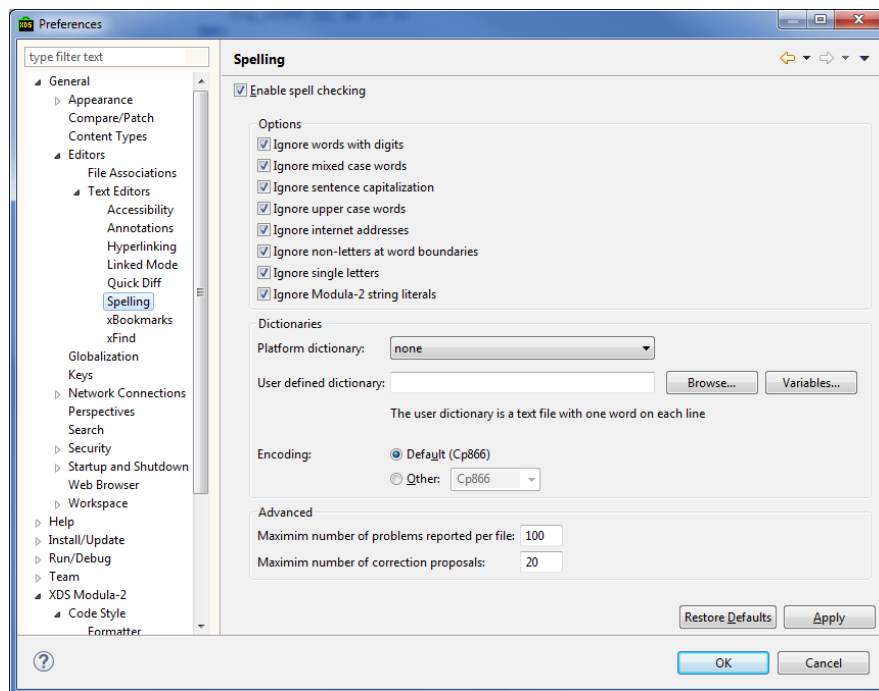 XDS Preferences
type filter text
General
Appearance
Compare/Patch
Content Types
Editors
File Associations
Text Editors
Accessibility
Annotations
Hyperlinking
Linked Mode
Quick Diff
Spelling
xBookmarks
xFind
Globalization
Keys
Network Connections
Perspectives
Search
Security
Startup and Shutdown
Web Browser
Workspace
Help
Install/Update
Run/Debug
Team
XDS Modula-2
Code Style
Formatter
Spelling
Enable spell checking
Options
Ignore words with digits
Ignore mixed case words
Ignore sentence capitalization
Ignore upper case words
Ignore internet addresses
Ignore non-letters at word boundaries
Ignore single letters
Ignore Modula-2 string literals
Dictionaries
Platform dictionary: none
User defined dictionary: Browse... Variables...
The user dictionary is a text file with one word on each line
Encoding: Default (Cp866)
Other: Cp866
Advanced
Maximim number of problems reported per file: 100
Maximim number of correction proposals: 20
Restore Defaults Apply
? OK Cancel